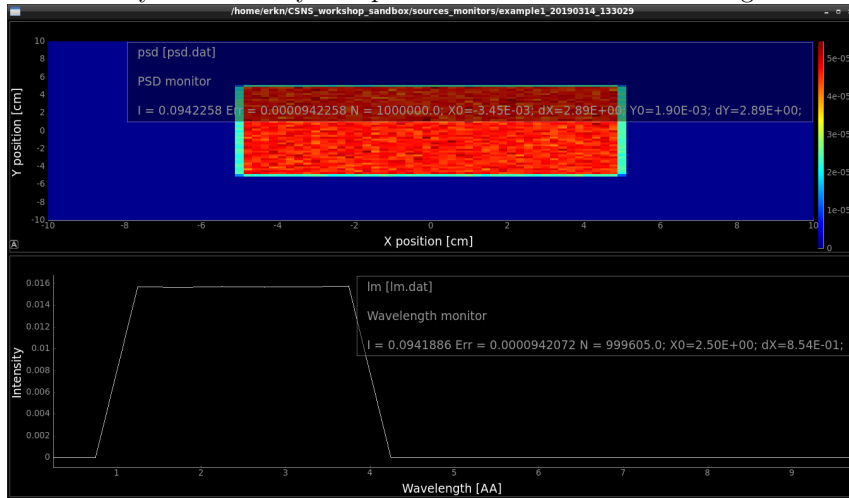 /home/erkn/CSNS_workshop_sandbox/sources_monitors/example1_20190314_133029
psd [psd.dat]
PSD monitor
I = 0.0942258 Err = 0.0000942258 N = 1000000.0; X0=-3.45E-03; dX=2.89E+00; Y0=1.90E-03; dY=2.89E+00;
Y position [cm]
10
8
6
4
2
0
-2
-4
-6
-8
-10
-10
-8
-6
-4
-2
0
2
4
6
8
10
X position [cm]
5e-05
4e-05
3e-05
2e-05
1e-05
0
A
lm [lm.dat]
Wavelength monitor
I = 0.0941886 Err = 0.0000942072 N = 999605.0; X0=2.50E+00; dX=8.54E-01;
Intensity
0.016
0.014
0.012
0.01
0.008
0.006
0.004
0.002
0
1
2
3
4
5
6
7
8
9
Wavelength [AA]